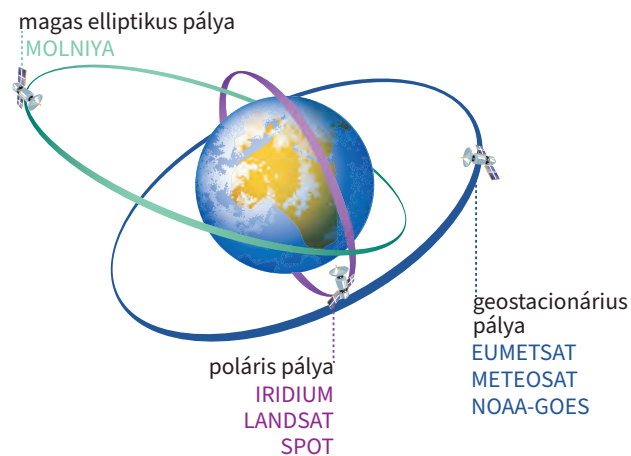 magas elliptikus pálya
MOLNIYA
geostacionárius
pálya
EUMETSAT
METEOSAT
NOAA-GOES
poláris pálya
IRIDIUM
LANDSAT
SPOT